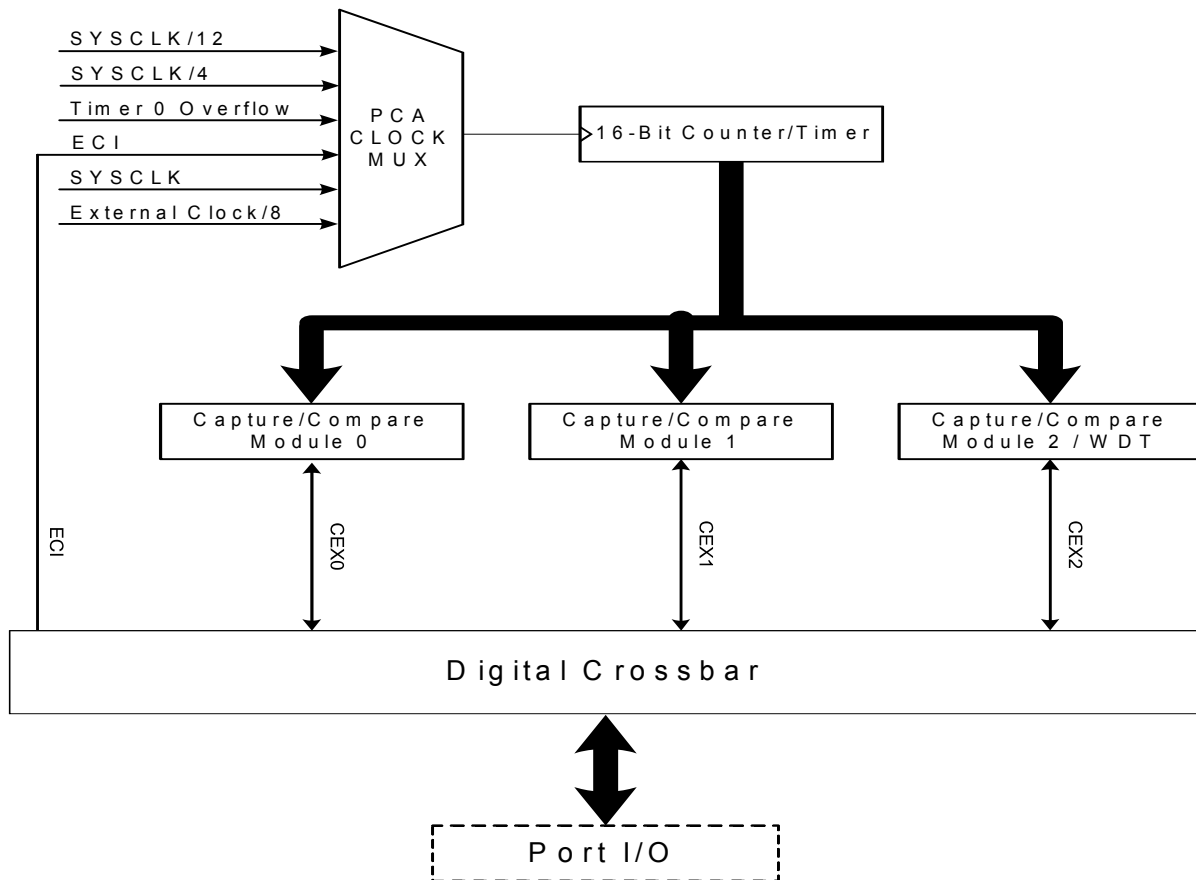 SYSCLK/12
SYSCLK/4
Timer 0 Overflow
ECI
SYSCLK
External Clock/8
PCA
CLOCK
MUX
16-Bit Counter/Timer
Capture/Compare
Module 0
Capture/Compare
Module 1
Capture/Compare
Module 2 / WDT
ECI
CEX0
CEX1
CEX2
Digital Crossbar
Port I/O